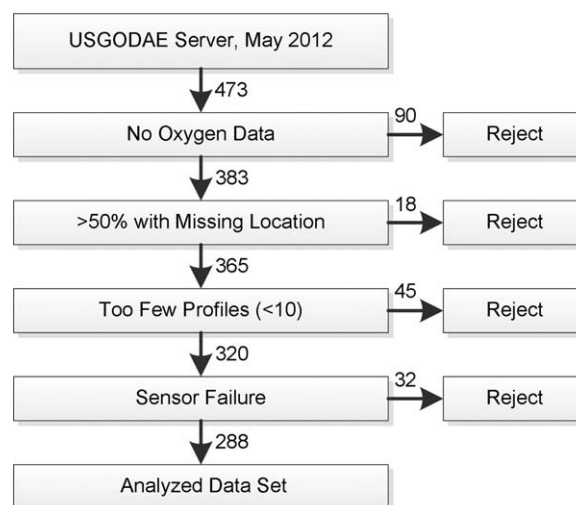 USGODAE Server, May 2012
473
No Oxygen Data
90
Reject
383
>50% with Missing Location
18
Reject
365
Too Few Profiles (<10)
45
Reject
320
Sensor Failure
32
Reject
288
Analyzed Data Set